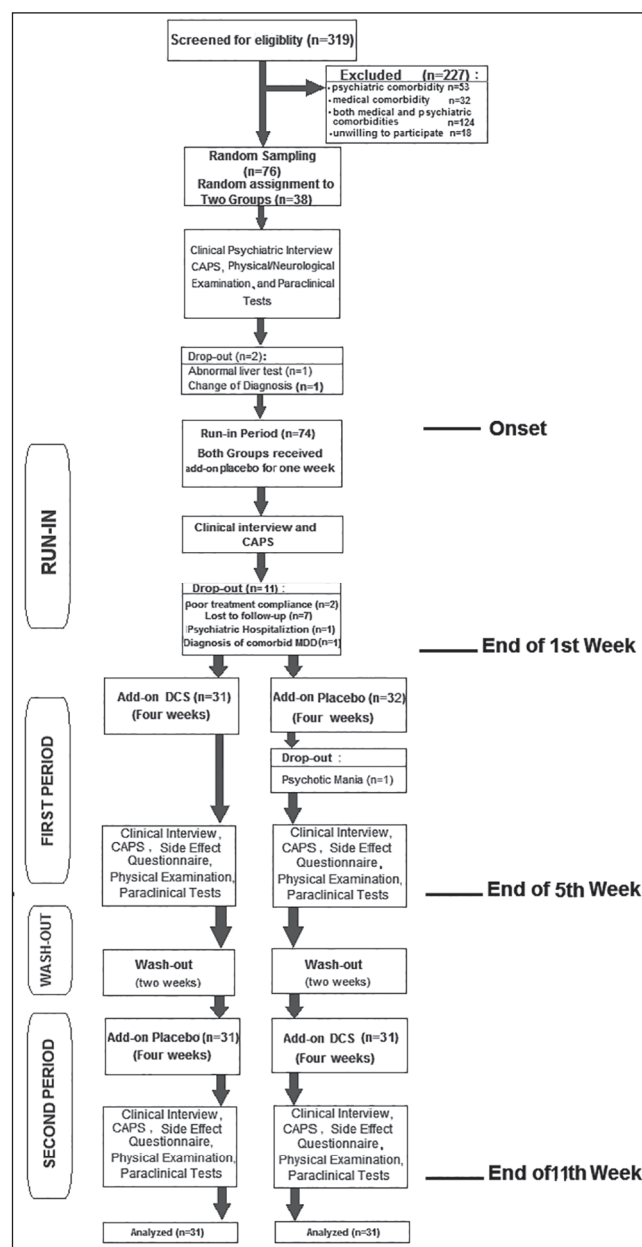 Screened for eligiblity (n=319)
Excluded (n=227) :
• psychiatric comorbidity n=53
• medical comorbidity n=32
• both medical and psychiatric
comorbidities n=124
• unwilling to participate n=18
Random Sampling
(n=76)
Random assignment to
Two Groups (n=38)
Clinical Psychiatric Interview
CAPS, Physical/Neurological
Examination, and Paraclinical
Tests
Drop-out (n=2):
Abnormal liver test (n=1)
Change of Diagnosis (n=1)
Onset
Run-in Period (n=74)
Both Groups received
add-on placebo for one week
RUN-IN
Clinical interview and
CAPS
Drop-out (n=11) :
poor treatment compliance (n=2)
Lost to follow-up (n=7)
Psychiatric Hospitaliztion (n=1)
Diagnosis of comorbid MDD(n=1)
End of 1st Week
Add-on DCS (n=31)
(Four weeks)
Add-on Placebo (n=32)
(Four weeks)
FIRST PERIOD
Drop-out :
Psychotic Mania (n=1)
Clinical Interview,
CAPS, Side Effect
Questionnaire,
Physical Examination,
Paraclinical Tests
Clinical Interview,
CAPS, Side Effect
Questionnaire,
Physical Examination,
Paraclinical Tests
End of 5th Week
WASH-OUT
Wash-out
(two weeks)
Wash-out
(two weeks)
SECOND PERIOD
Add-on Placebo (n=31)
(Four weeks)
Add-on DCS (n=31)
(Four weeks)
Clinical Interview,
CAPS, Side Effect
Questionnaire,
Physical Examination,
Paraclinical Tests
Clinical Interview,
CAPS, Side Effect
Questionnaire,
Physical Examination,
Paraclinical Tests
End of 11th Week
Analyzed (n=31)
Analyzed (n=31)